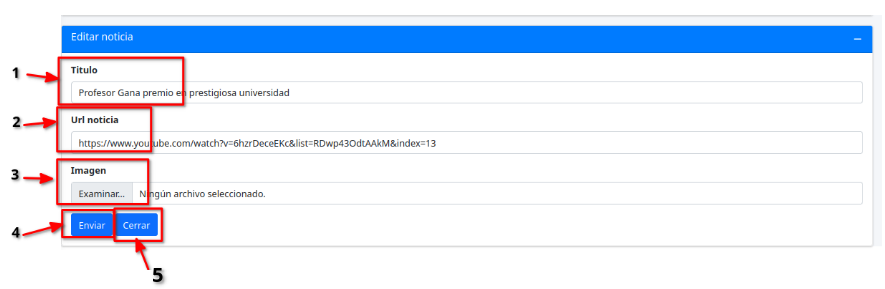 Editar noticia
1
Titulo
Profesor Gana premio en prestigiosa universidad
2
Url noticia
https://www.youtube.com/watch?v=6hzrDeceEKc&list=RDwp43OdtAAkM&index=13
3
Imagen
Examinar... Ningún archivo seleccionado.
4
Enviar Cerrar
5